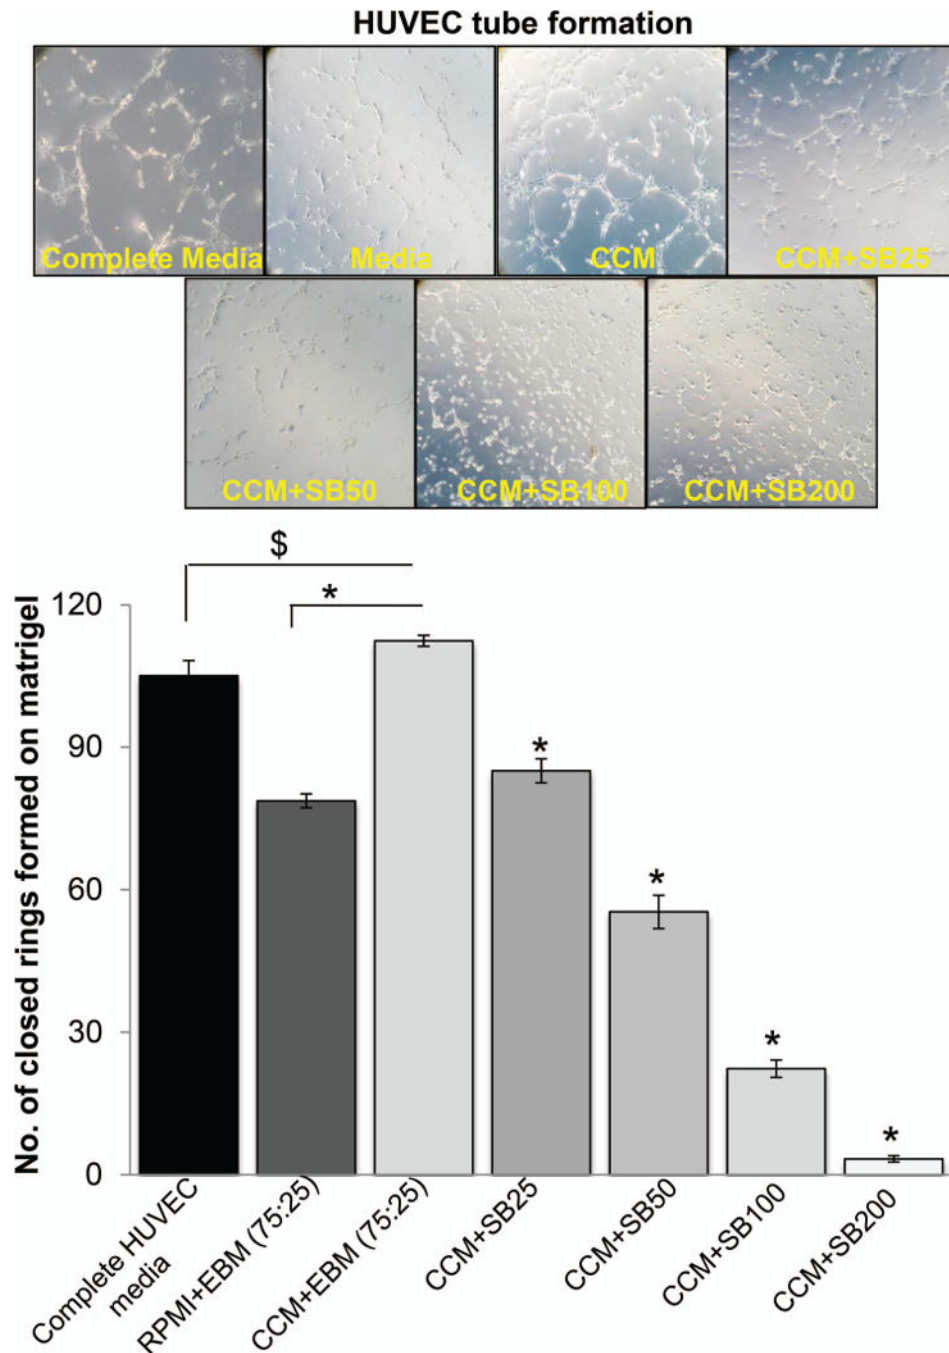 HUVEC tube formation
Complete Media
Media
CCM
CCM+SB25
CCM+SB50
CCM+SB100
CCM+SB200
No. of closed rings formed on matrigel
120
90
60
30
0
$
*
*
*
*
*
Complete HUVEC
media
RPMI+EBM (75:25)
CCM+EBM (75:25)
CCM+SB25
CCM+SB50
CCM+SB100
CCM+SB200